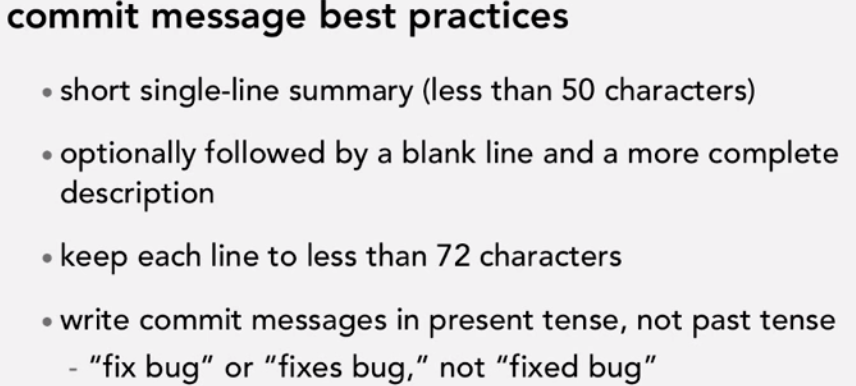 commit message best practices
• short single-line summary (less than 50 characters)
• optionally followed by a blank line and a more complete
description
• keep each line to less than 72 characters
• write commit messages in present tense, not past tense
- “fix bug” or “fixes bug,” not “fixed bug”